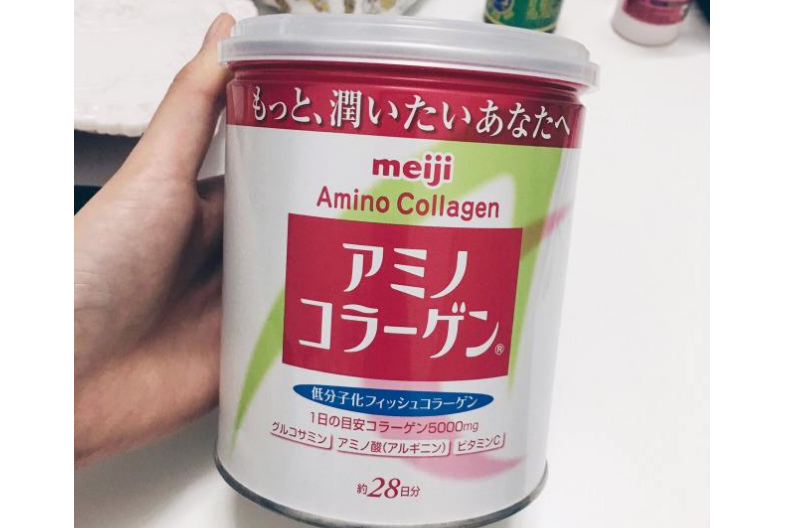 もっと、潤いたいあなたへ
meiji
Amino Collagen
アミノ
コラーゲン®
低分子化フィッシュコラーゲン
1日の目安コラーゲン5000mg
グルコサミン アミノ酸(アルギニン) ビタミンC
約28日分